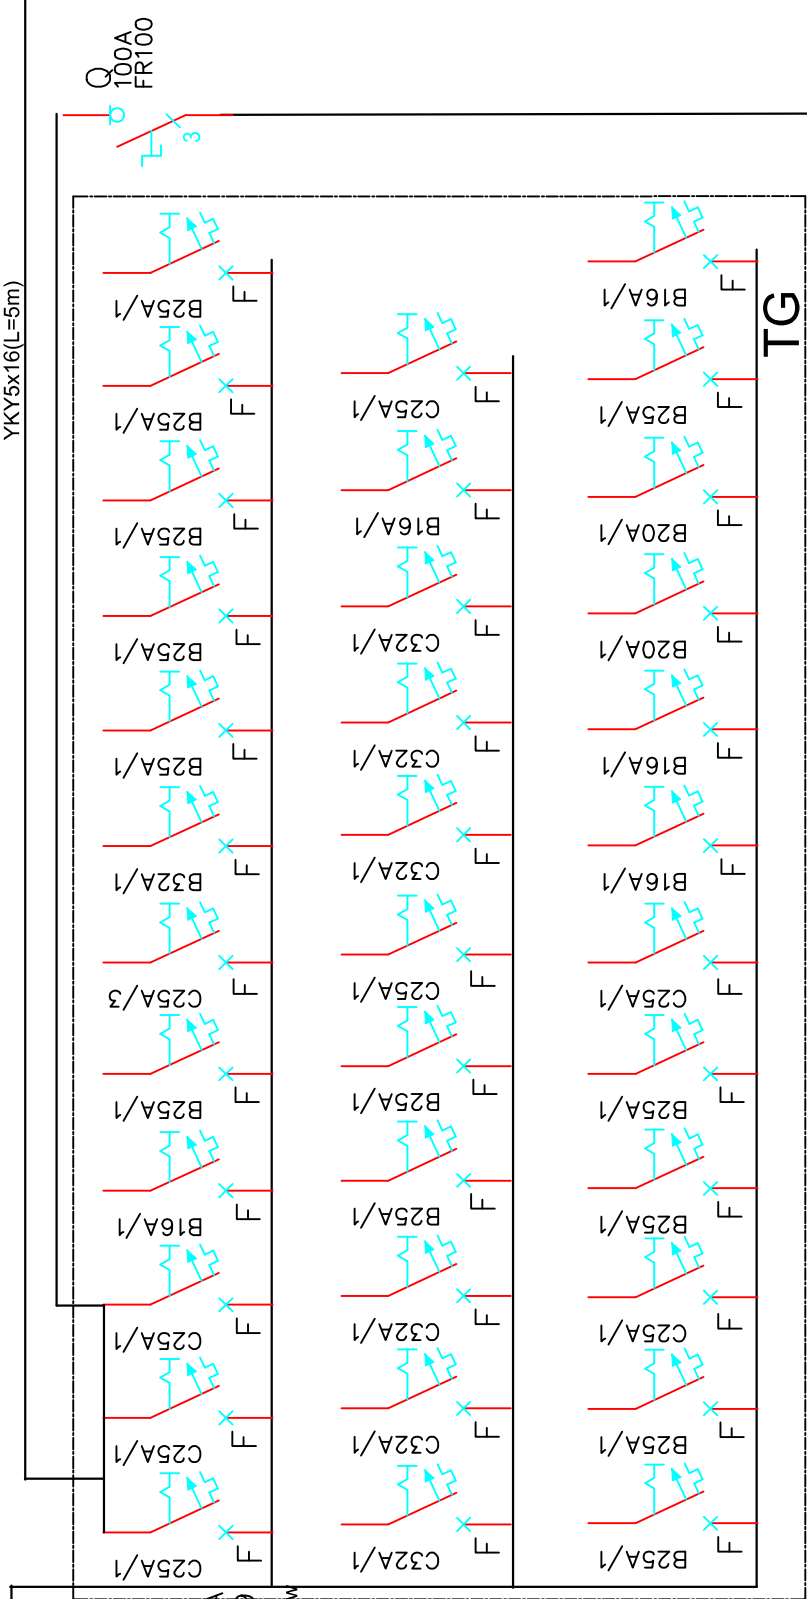 Q
100A
FR100
3
YKY5x16(L=5m)
TG
B25A/1
F
B25A/1
F
B25A/1
F
B25A/1
F
B25A/1
F
B32A/1
F
C25A/3
F
B25A/1
F
B16A/1
F
C25A/1
F
C25A/1
F
C25A/1
F
C25A/1
F
B16A/1
F
C32A/1
F
C32A/1
F
C32A/1
F
C25A/1
F
B25A/1
F
B25A/1
F
C32A/1
F
C32A/1
F
C32A/1
F
B16A/1
F
B25A/1
F
B20A/1
F
B20A/1
F
B16A/1
F
B16A/1
F
C25A/1
F
B25A/1
F
B25A/1
F
C25A/1
F
B25A/1
F
B25A/1
F